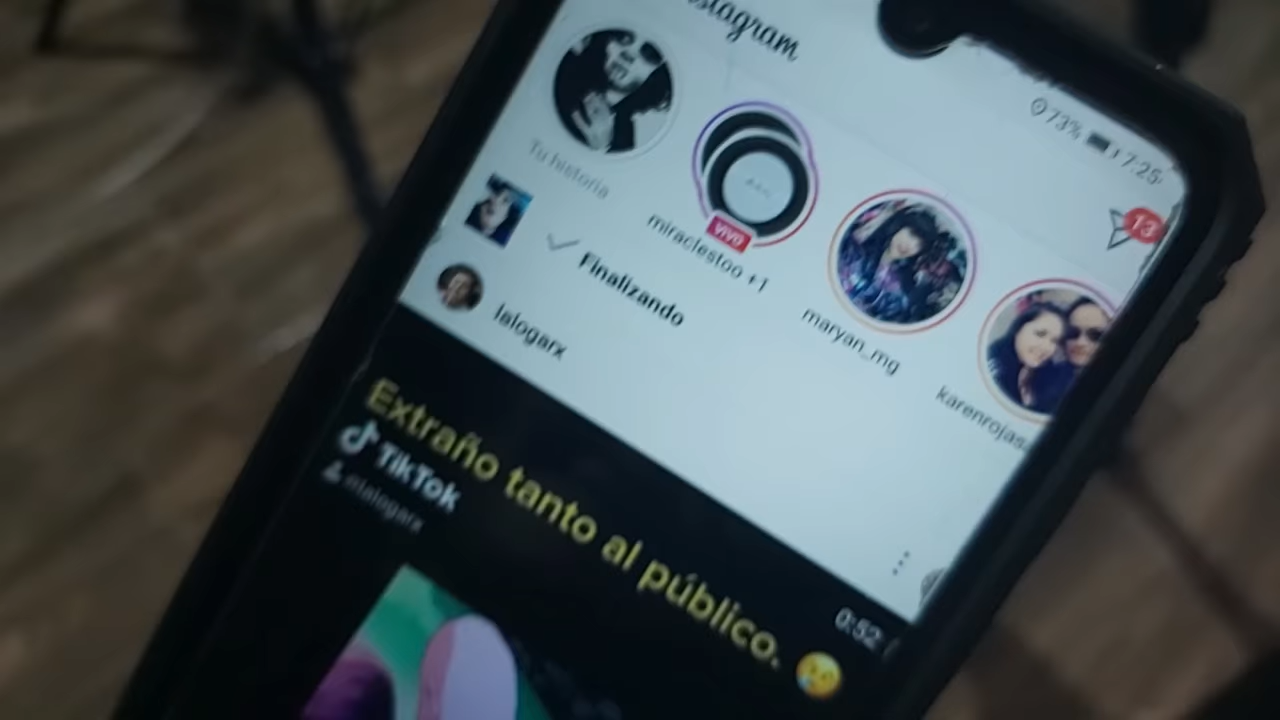 Instagram
73% 7:25
13
Tu historia
VIVO
miraclestoo +1
maryan_mg
karenrojas
Finalizando
lalogarx
Extraño tanto al público. 🥲
TikTok
lalogarx
0:52